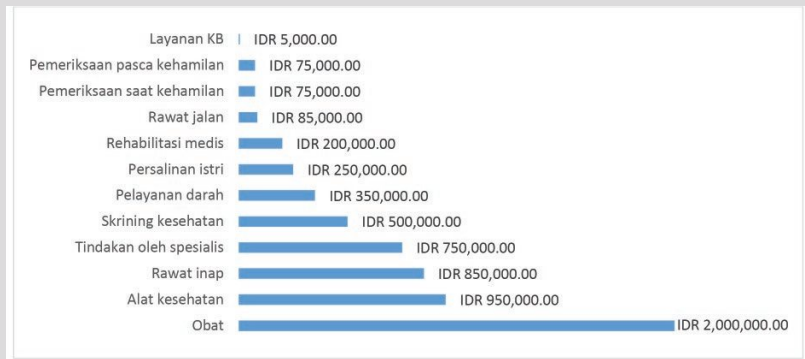 Layanan KB IDR 5,000.00
Pemeriksaan pasca kehamilan IDR 75,000.00
Pemeriksaan saat kehamilan IDR 75,000.00
Rawat jalan IDR 85,000.00
Rehabilitasi medis IDR 200,000.00
Persalinan istri IDR 250,000.00
Pelayanan darah IDR 350,000.00
Skrining kesehatan IDR 500,000.00
Tindakan oleh spesialis IDR 750,000.00
Rawat inap IDR 850,000.00
Alat kesehatan IDR 950,000.00
Obat IDR 2,000,000.00